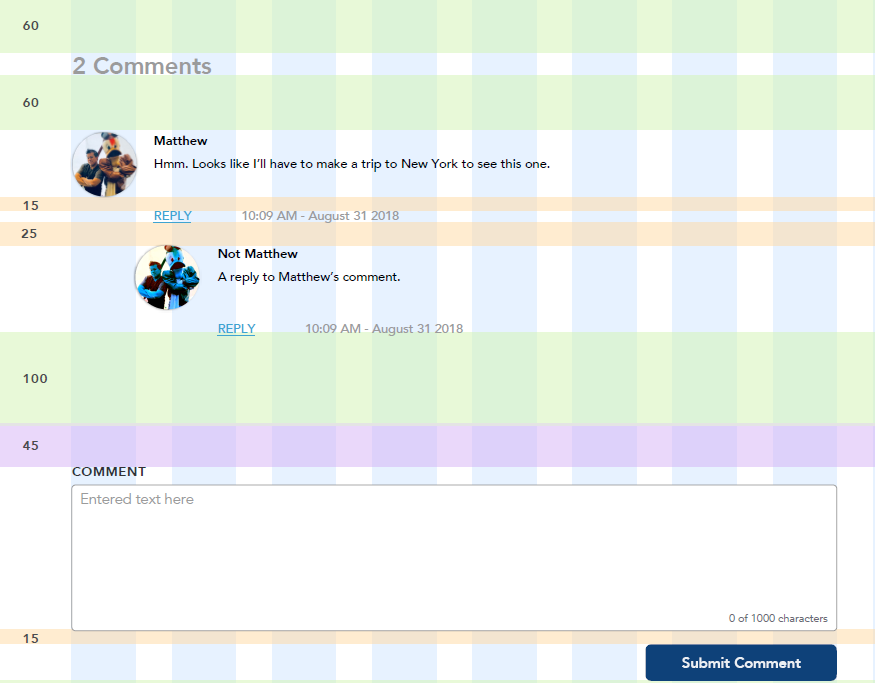 60
2 Comments
60
Matthew
Hmm. Looks like I'll have to make a trip to New York to see this one.
15
REPLY 10:09 AM - August 31 2018
25
Not Matthew
A reply to Matthew's comment.
REPLY 10:09 AM - August 31 2018
100
45
COMMENT
Entered text here
0 of 1000 characters
15
Submit Comment